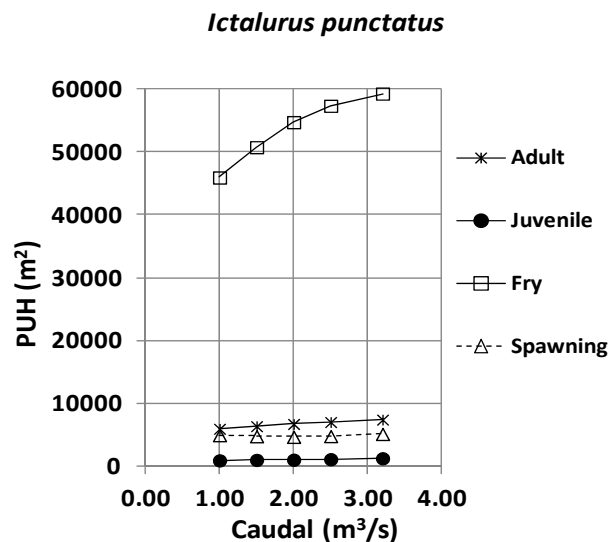 Ictalurus punctatus
60000
50000
40000
30000
20000
10000
0
PUH (m²)
0.00 1.00 2.00 3.00 4.00
Caudal (m³/s)
Adult
Juvenile
Fry
Spawning